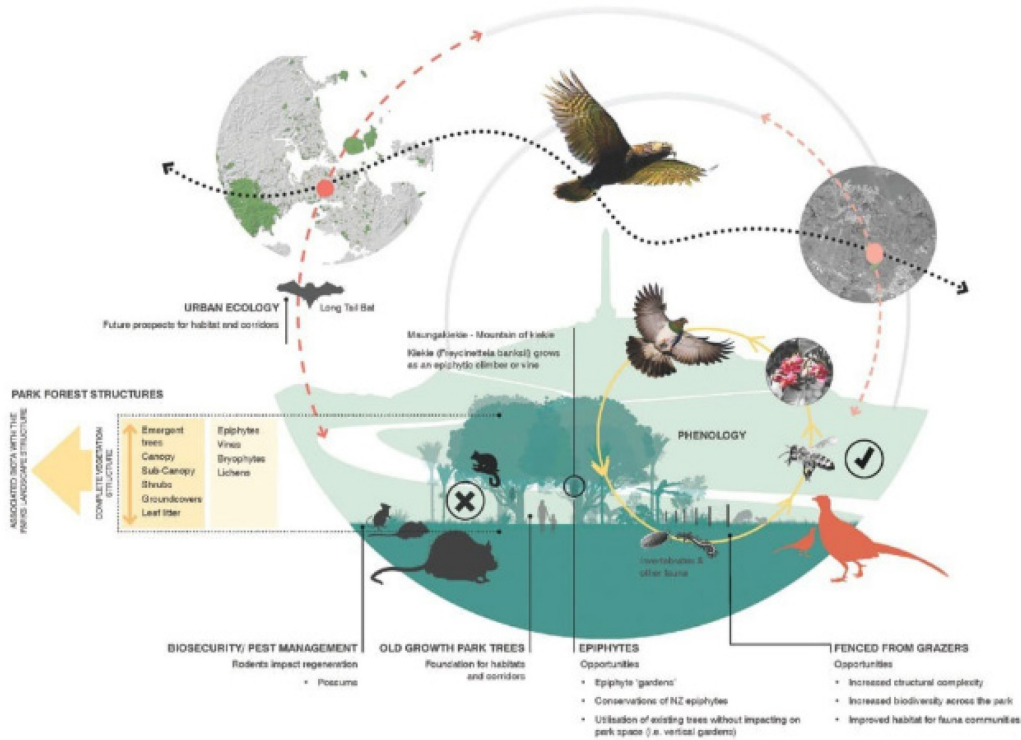 URBAN ECOLOGY
Future prospects for habitat and corridors
Long Tail Bat
Maungakiekie - Mountain of kiekie
Kiekie (Freycinetela banksii) grows
as an epiphytic climber or vine
PARK FOREST STRUCTURES
ASSOCIATED BIOTA WITH THE
PARKS LANDSCAPE STRUCTURE
COMPLETE VEGETATION
STRUCTURE
Emergent
trees
Canopy
Sub-Canopy
Shrubs
Groundcovers
Leaf litter
Epiphytes
Vines
Bryophytes
Lichens
PHENOLOGY
Invertebrates &
other fauna
BIOSECURITY/ PEST MANAGEMENT
Rodents impact regeneration
• Possums
OLD GROWTH PARK TREES
Foundation for habitats
and corridors
EPIPHYTES
Opportunities
• Epiphyte 'gardens'
• Conservations of NZ epiphytes
• Utilisation of existing trees without impacting on
park space (i.e. vertical gardens)
FENCED FROM GRAZERS
Opportunities
• Increased structural complexity
• Increased biodiversity across the park
• Improved habitat for fauna communities